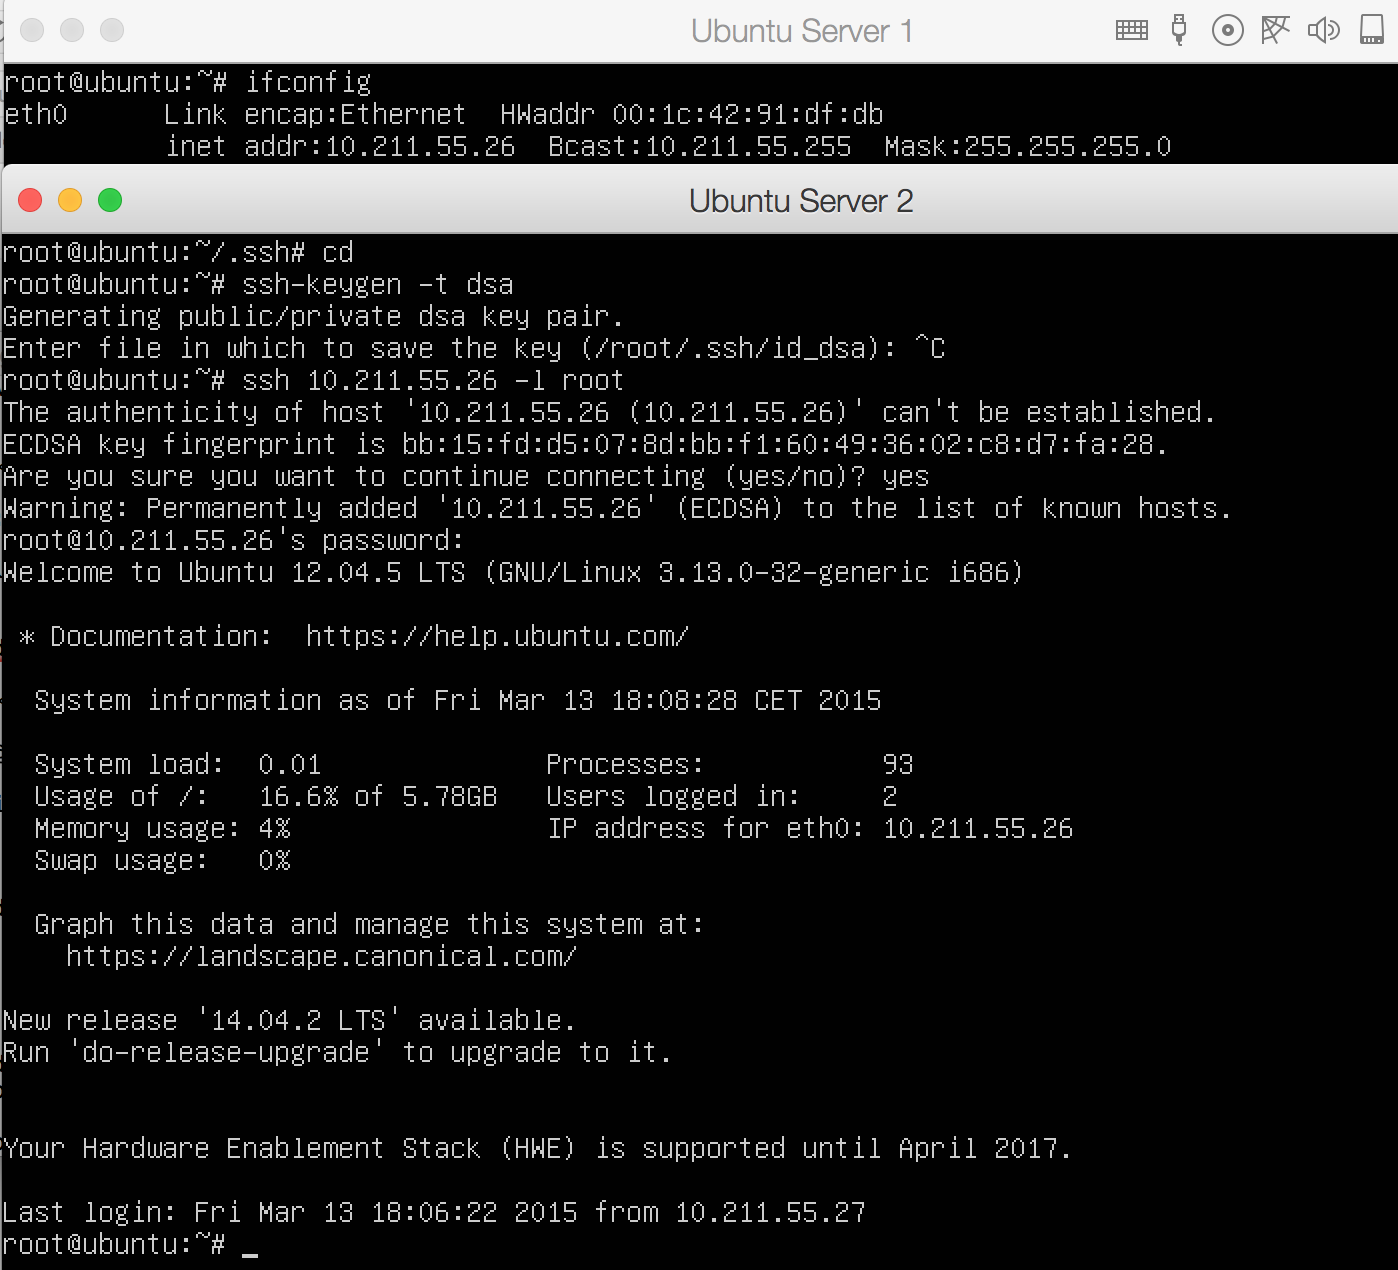 Ubuntu Server 1
root@ubuntu:~# ifconfig
eth0      Link encap:Ethernet  HWaddr 00:1c:42:91:df:db
          inet addr:10.211.55.26  Bcast:10.211.55.255  Mask:255.255.255.0
Ubuntu Server 2
root@ubuntu:~/.ssh# cd
root@ubuntu:~# ssh-keygen -t dsa
Generating public/private dsa key pair.
Enter file in which to save the key (/root/.ssh/id_dsa): ^C
root@ubuntu:~# ssh 10.211.55.26 -l root
The authenticity of host '10.211.55.26 (10.211.55.26)' can't be established.
ECDSA key fingerprint is bb:15:fd:d5:07:8d:bb:f1:60:49:36:02:c8:d7:fa:28.
Are you sure you want to continue connecting (yes/no)? yes
Warning: Permanently added '10.211.55.26' (ECDSA) to the list of known hosts.
root@10.211.55.26's password:
Welcome to Ubuntu 12.04.5 LTS (GNU/Linux 3.13.0-32-generic i686)
 * Documentation:  https://help.ubuntu.com/
  System information as of Fri Mar 13 18:08:28 CET 2015
  System load:  0.01              Processes:           93
  Usage of /:   16.6% of 5.78GB   Users logged in:     2
  Memory usage: 4%                IP address for eth0: 10.211.55.26
  Swap usage:   0%
  Graph this data and manage this system at:
    https://landscape.canonical.com/
New release '14.04.2 LTS' available.
Run 'do-release-upgrade' to upgrade to it.
Your Hardware Enablement Stack (HWE) is supported until April 2017.
Last login: Fri Mar 13 18:06:22 2015 from 10.211.55.27
root@ubuntu:~# _